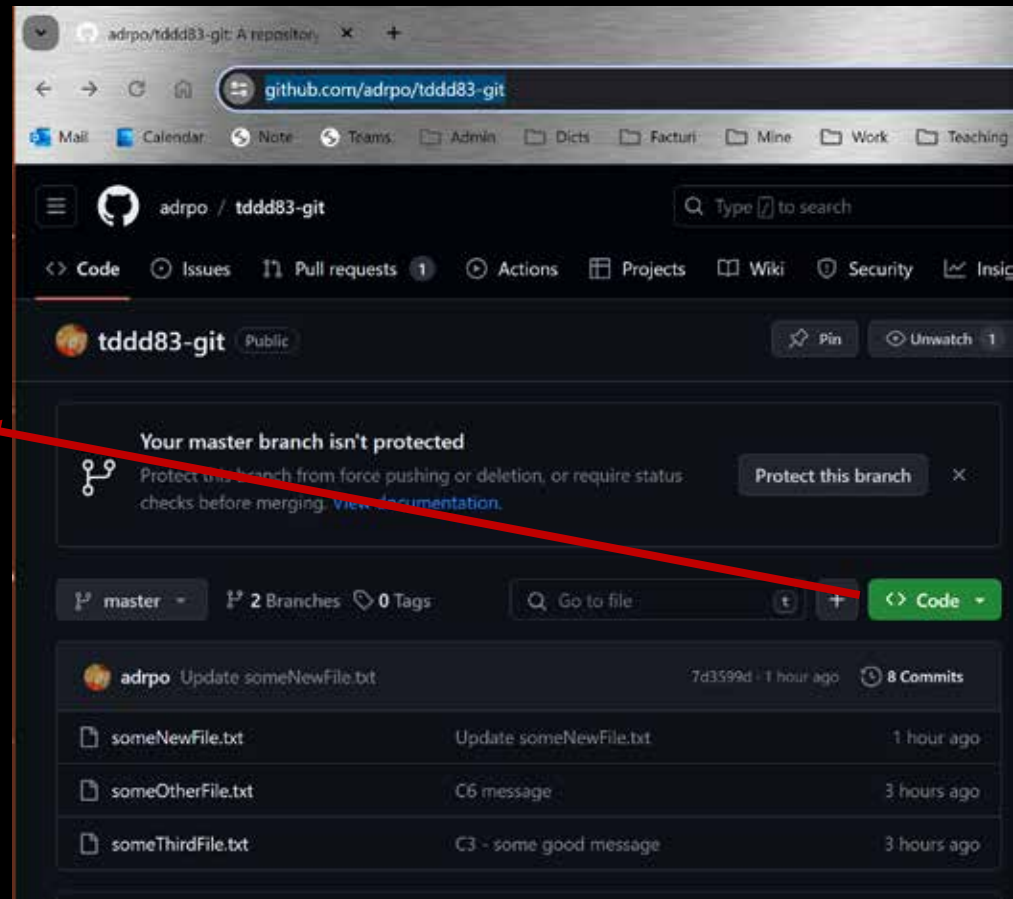 adrpo/tddd83-git: A repository
github.com/adrpo/tddd83-git
Mail Calendar Note Teams Admin Dicts Facturi Mine Work Teaching
adrpo / tddd83-git Type / to search
Code Issues Pull requests 1 Actions Projects Wiki Security Insig
tddd83-git Public Pin Unwatch 1
Your master branch isn't protected
Protect this branch from force pushing or deletion, or require status
checks before merging. View documentation.
Protect this branch
master 2 Branches 0 Tags Go to file t + Code
adrpo Update someNewFile.txt 7d3599d · 1 hour ago 8 Commits
someNewFile.txt Update someNewFile.txt 1 hour ago
someOtherFile.txt C6 message 3 hours ago
someThirdFile.txt C3 - some good message 3 hours ago